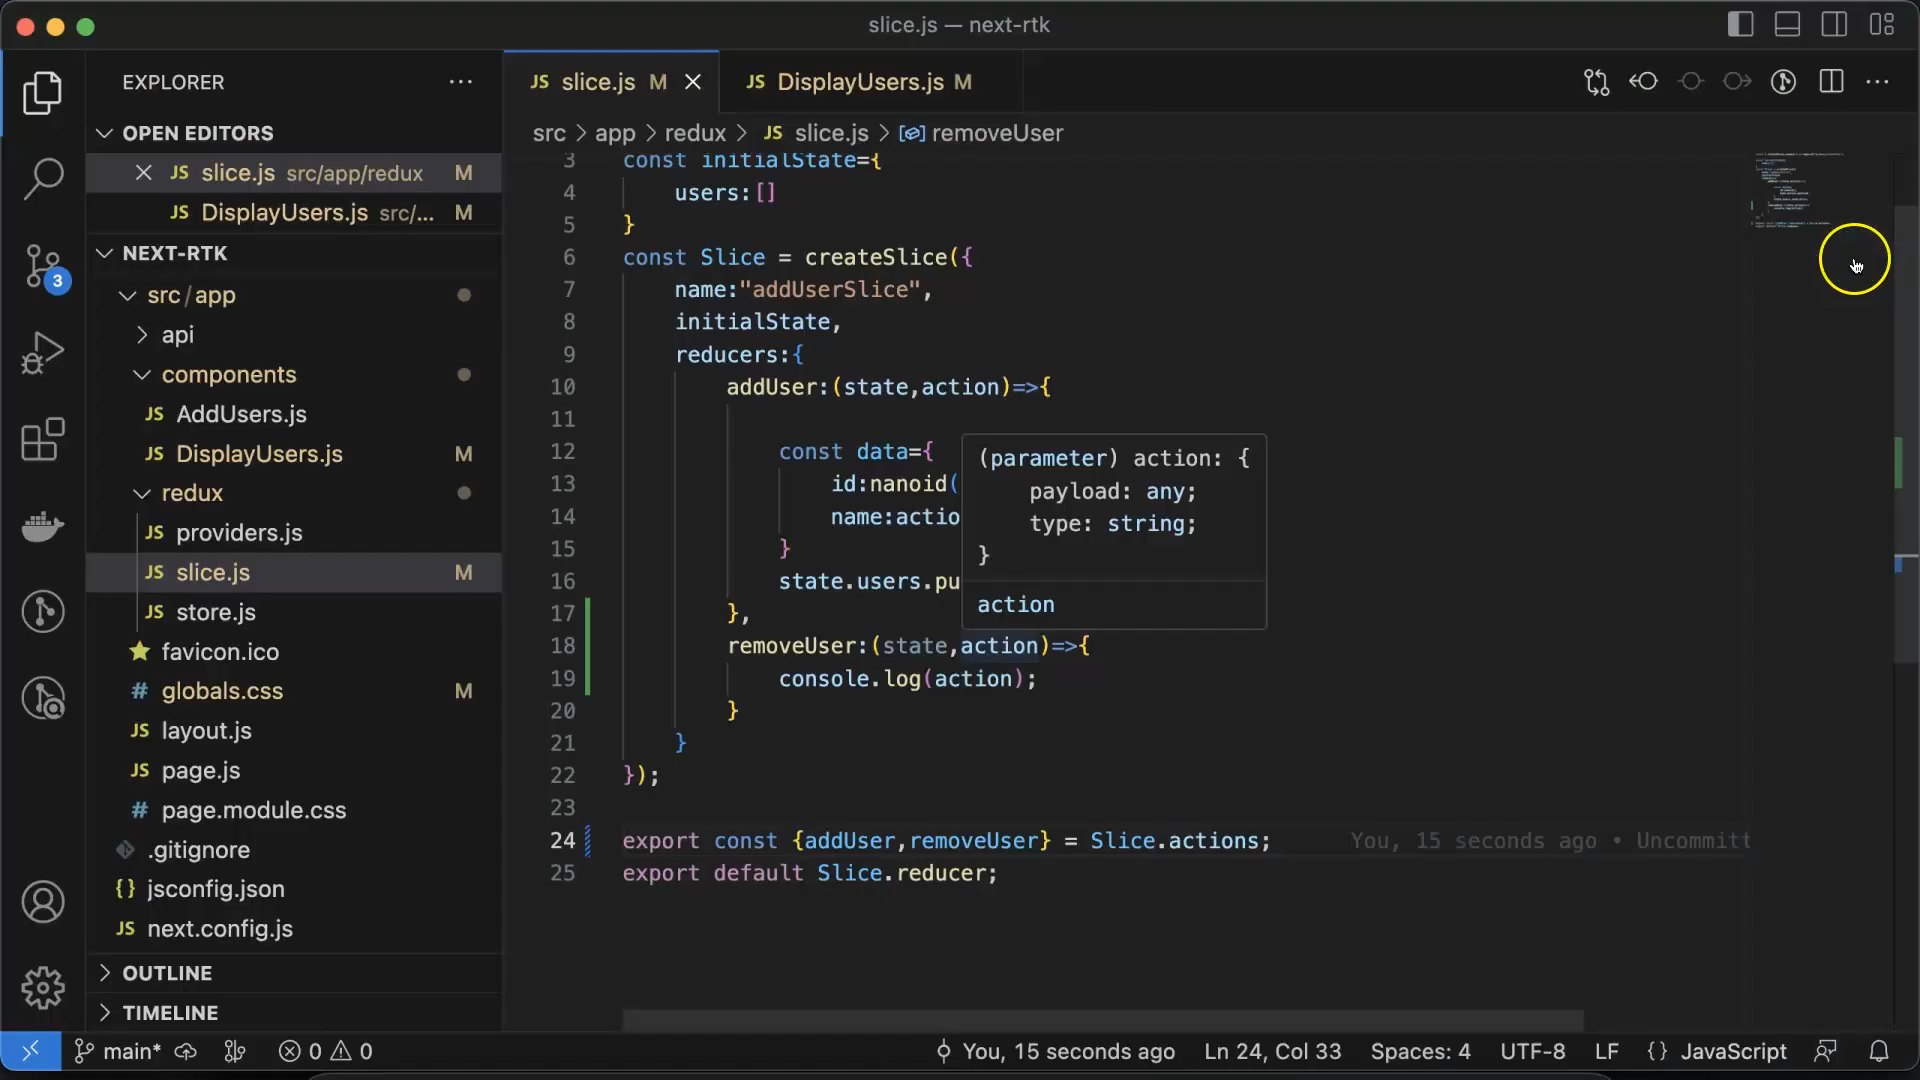 slice.js — next-rtk
EXPLORER
JS slice.js M
JS DisplayUsers.js M
OPEN EDITORS
src > app > redux > JS slice.js > removeUser
JS slice.js src/app/redux M
JS DisplayUsers.js src/... M
NEXT-RTK
3
src/app
api
components
JS AddUsers.js
JS DisplayUsers.js M
redux
JS providers.js
JS slice.js M
JS store.js
favicon.ico
# globals.css M
JS layout.js
JS page.js
# page.module.css
.gitignore
{} jsconfig.json
JS next.config.js
OUTLINE
TIMELINE
3 const initialState={
4 users:[]
5 }
6 const Slice = createSlice({
7 name:"addUserSlice",
8 initialState,
9 reducers:{
10 addUser:(state,action)=>{
11
12 const data={
13 id:nanoid(
14 name:actio
15 }
16 state.users.pu
17 },
18 removeUser:(state,action)=>{
19 console.log(action);
20 }
21 }
22 });
23
24 export const {addUser,removeUser} = Slice.actions; You, 15 seconds ago • Uncommitt
25 export default Slice.reducer;
(parameter) action: {
payload: any;
type: string;
}
action
main* 0 0 You, 15 seconds ago Ln 24, Col 33 Spaces: 4 UTF-8 LF {} JavaScript